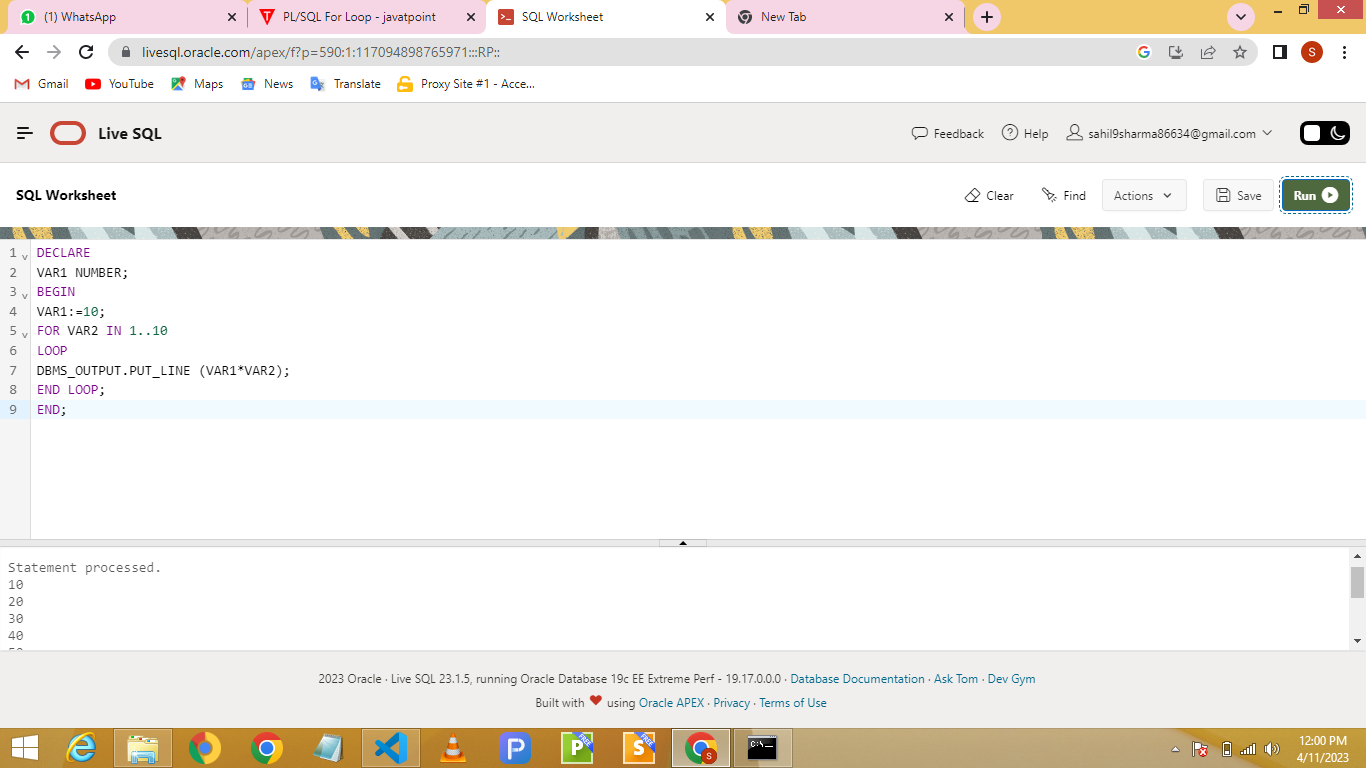 (1) WhatsApp
PL/SQL For Loop - javatpoint
SQL Worksheet
New Tab
livesql.oracle.com/apex/f?p=590:1:117094898765971:::RP::
S
Gmail
YouTube
Maps
News
Translate
Proxy Site #1 - Acce...
Live SQL
Feedback
Help
sahil9sharma86634@gmail.com
SQL Worksheet
Clear
Find
Actions
Save
Run
1 DECLARE
2 VAR1 NUMBER;
3 BEGIN
4 VAR1:=10;
5 FOR VAR2 IN 1..10
6 LOOP
7 DBMS_OUTPUT.PUT_LINE (VAR1*VAR2);
8 END LOOP;
9 END;
Statement processed.
10
20
30
40
2023 Oracle · Live SQL 23.1.5, running Oracle Database 19c EE Extreme Perf - 19.17.0.0.0 · Database Documentation · Ask Tom · Dev Gym
Built with ❤ using Oracle APEX · Privacy · Terms of Use
12:00 PM
4/11/2023